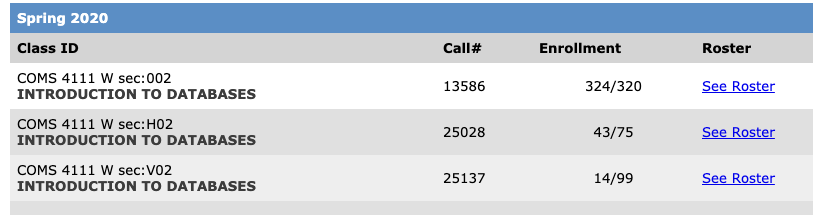 Spring 2020
Class ID Call# Enrollment Roster
COMS 4111 W sec:002
INTRODUCTION TO DATABASES 13586 324/320 See Roster
COMS 4111 W sec:H02
INTRODUCTION TO DATABASES 25028 43/75 See Roster
COMS 4111 W sec:V02
INTRODUCTION TO DATABASES 25137 14/99 See Roster